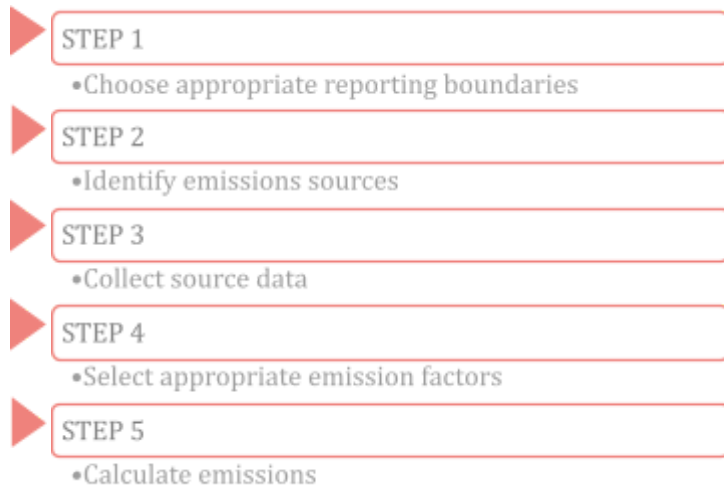 STEP 1
•Choose appropriate reporting boundaries
STEP 2
•Identify emissions sources
STEP 3
•Collect source data
STEP 4
•Select appropriate emission factors
STEP 5
•Calculate emissions